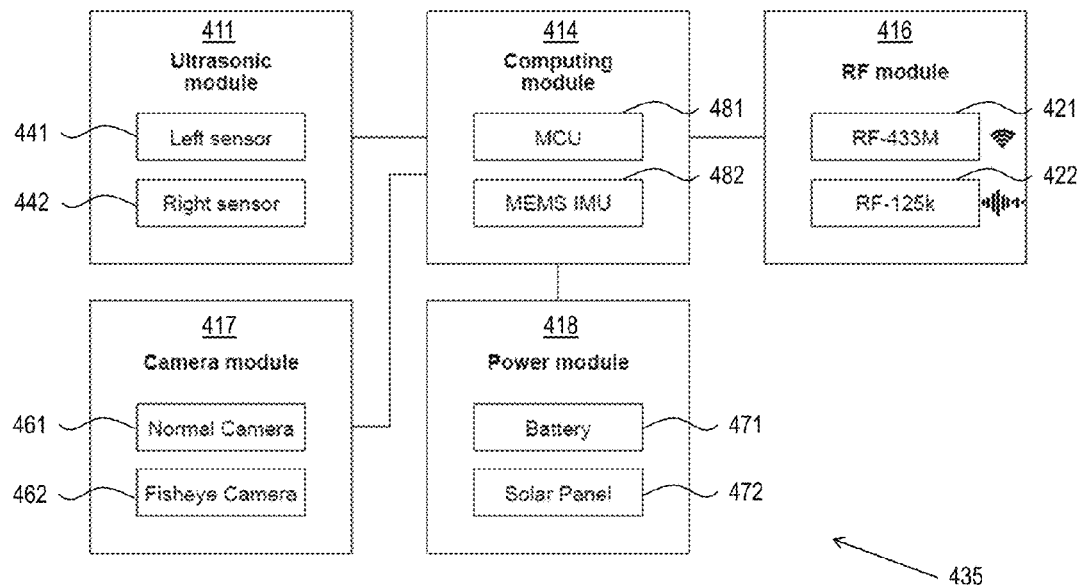 411
Ultrasonic
module
441
Left sensor
442
Right sensor
414
Computing
module
481
MCU
482
MEMS IMU
416
RF module
421
RF-433M
422
RF-125k
417
Camera module
461
Normal Camera
462
Fisheye Camera
418
Power module
Battery
471
Solar Panel
472
435